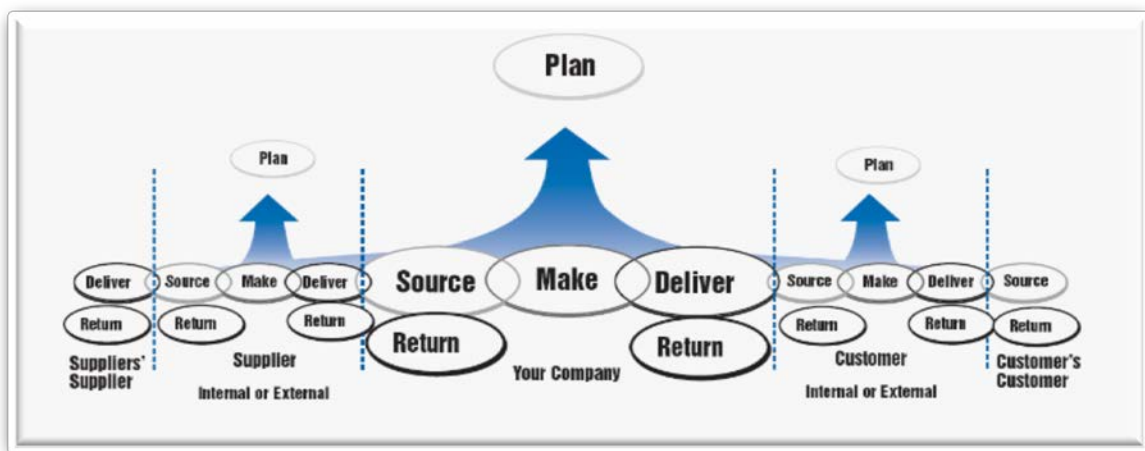 Plan
Plan
Plan
Deliver
Source
Make
Deliver
Source
Make
Deliver
Source
Make
Deliver
Source
Return
Return
Return
Return
Return
Return
Return
Return
Suppliers'
Supplier
Supplier
Internal or External
Your Company
Customer
Internal or External
Customer's
Customer